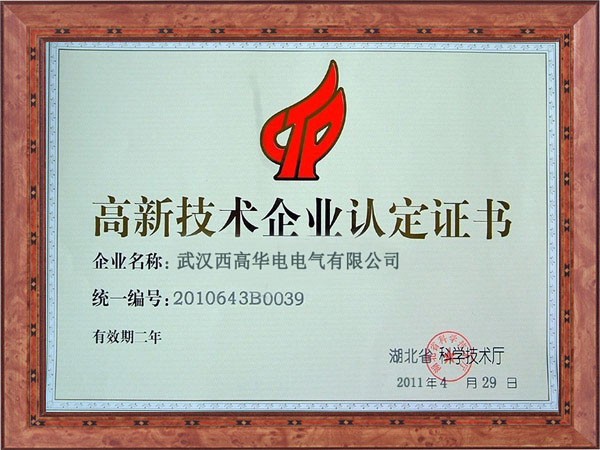 高新技术企业认定证书
企业名称：武汉西高华电电气有限公司
统一编号：2010643B0039
有效期二年
湖北省 科学技术厅
2011年4 月29日